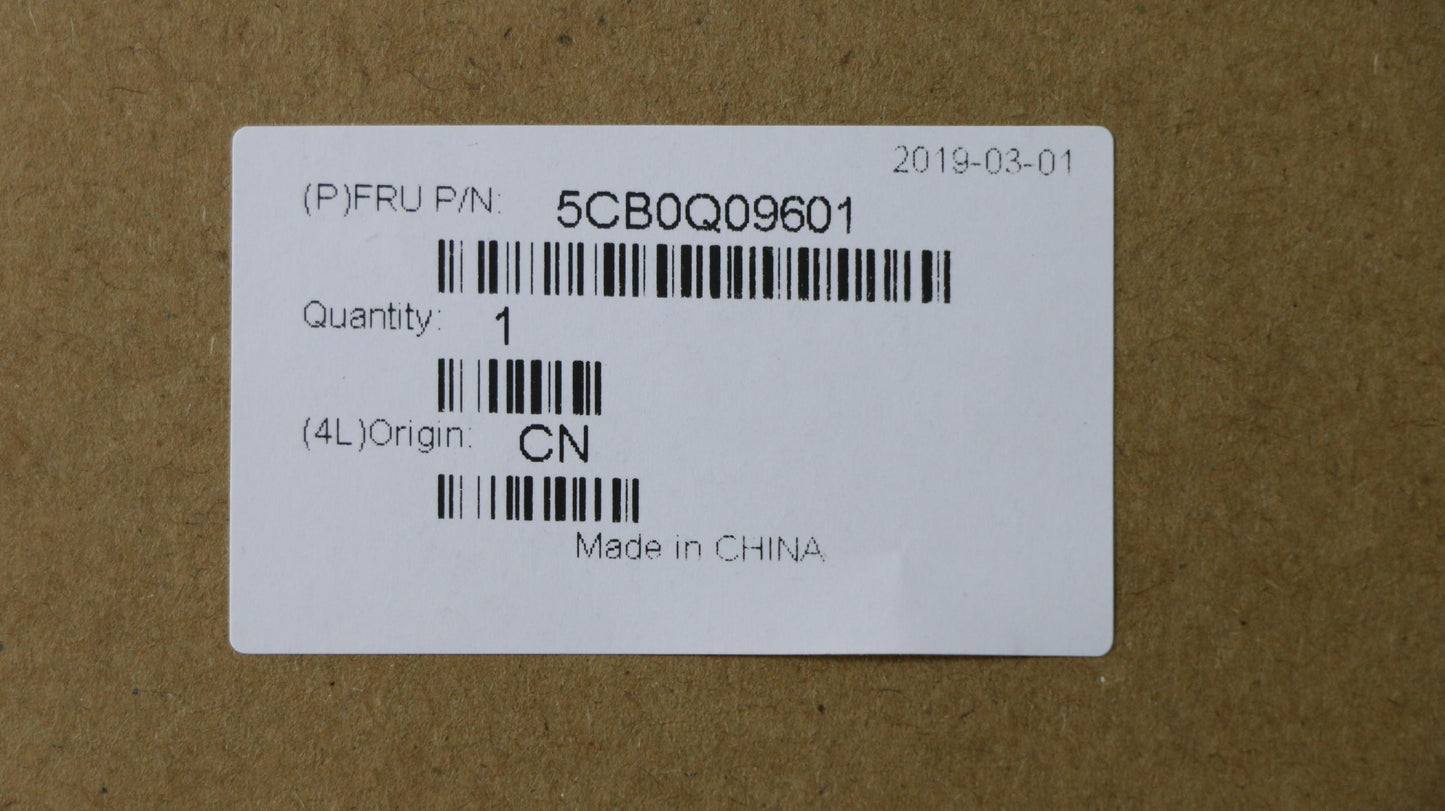 2019-03-01
(P)FRU P/N: 5CB0Q09601
Quantity: 1
(4L)Origin: CN
Made in CHINA